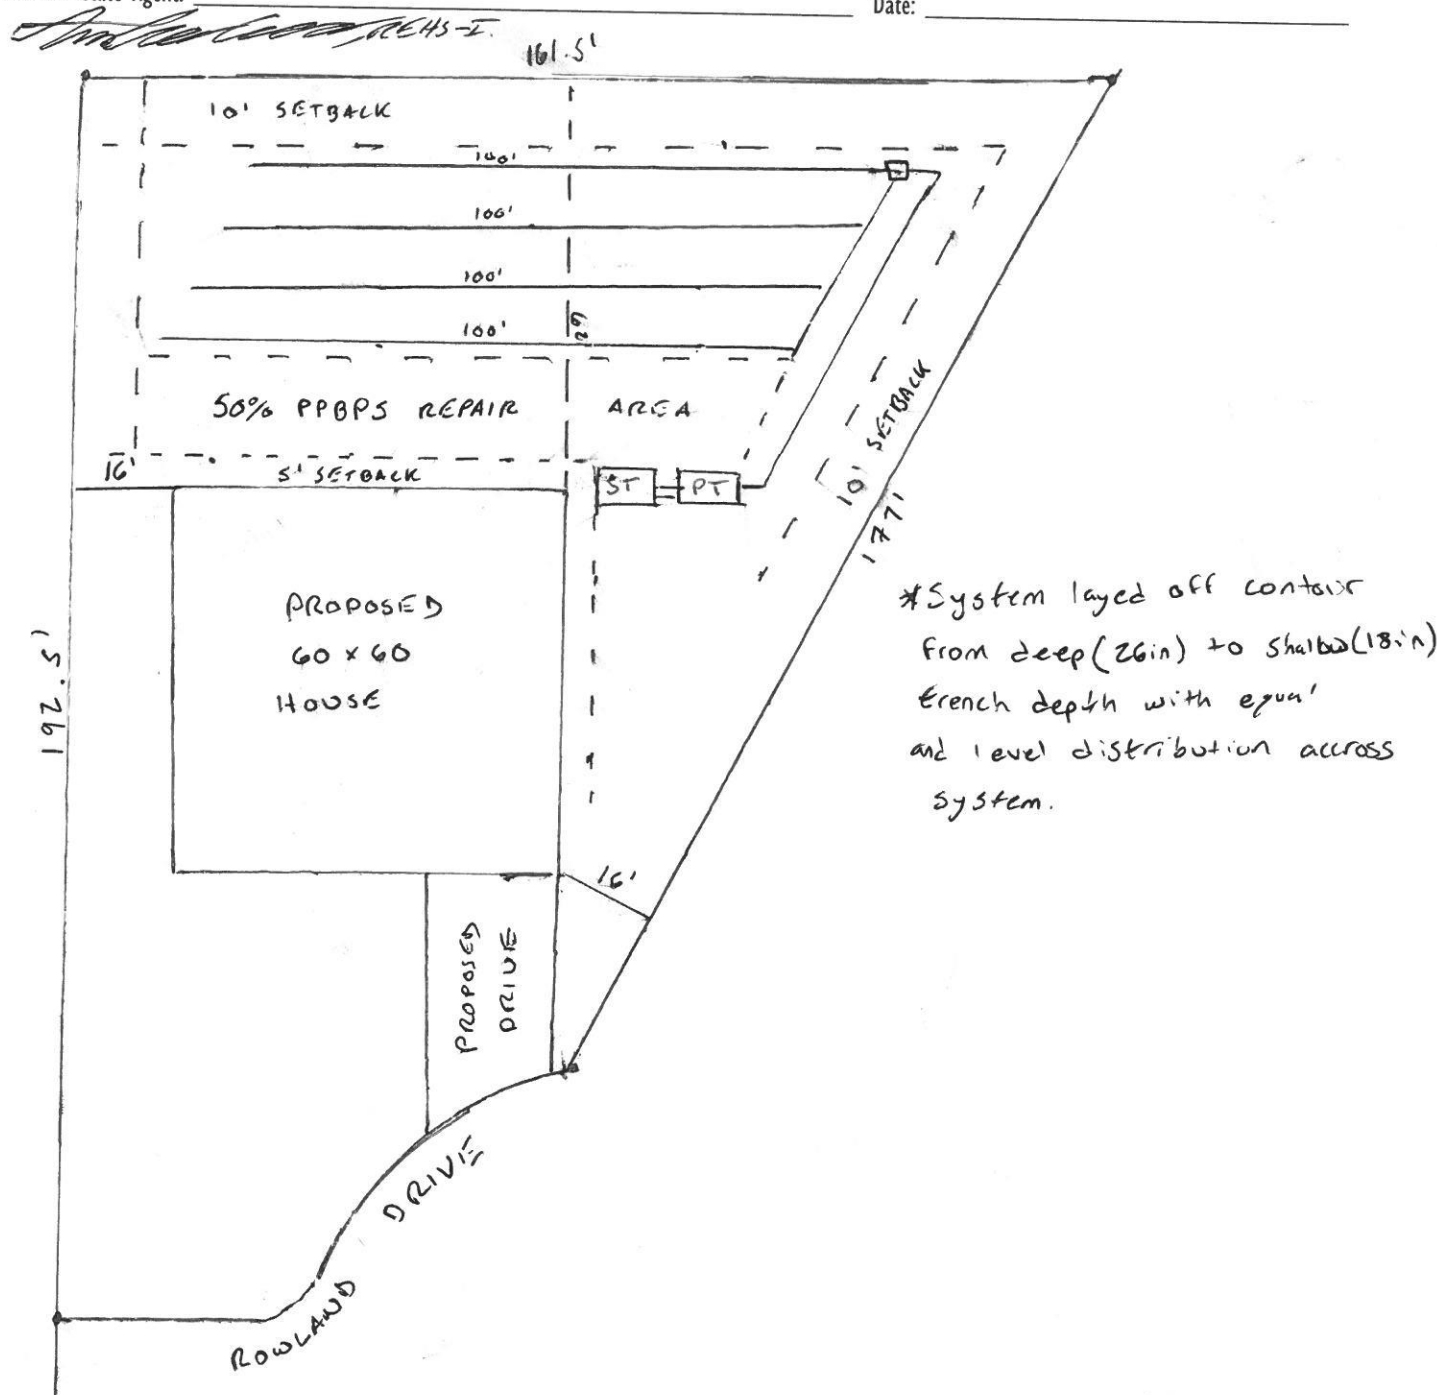 Date:
REHS-I.
161.5'
10' SETBACK
100'
100'
100'
100'
50% PPBPS REPAIR AREA
16'
5' SETBACK
ST
PT
10' SETBACK
177'
PROPOSED
60 x 60
HOUSE
192.5'
*System layed off contour
from deep(26in) to shallow(18in)
trench depth with equal
and level distribution accross
system.
16'
PROPOSED
DRIVE
ROWLAND DRIVE